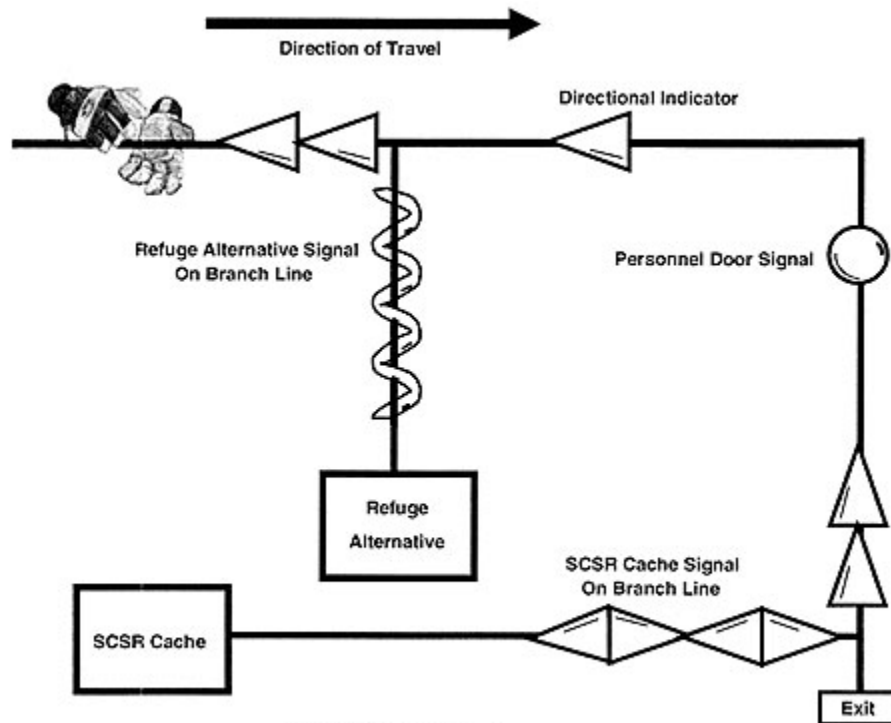 Direction of Travel
Directional Indicator
Refuge Alternative Signal
On Branch Line
Personnel Door Signal
Refuge
Alternative
SCSR Cache Signal
On Branch Line
SCSR Cache
Exit